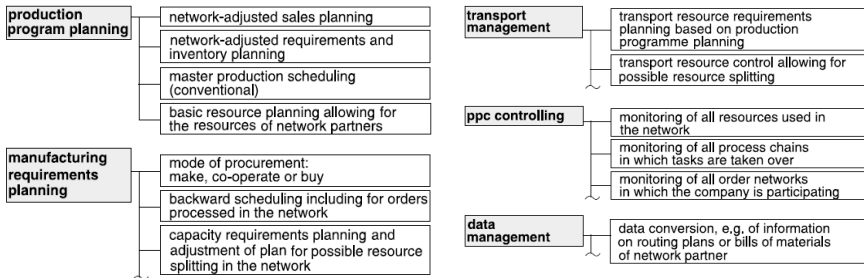 production
program planning
network-adjusted sales planning
network-adjusted requirements and
inventory planning
master production scheduling
(conventional)
basic resource planning allowing for
the resources of network partners
manufacturing
requirements
planning
mode of procurement:
make, co-operate or buy
backward scheduling including for orders
processed in the network
capacity requirements planning and
adjustment of plan for possible resource
splitting in the network
transport
management
transport resource requirements
planning based on production
programme planning
transport resource control allowing for
possible resource splitting
ppc controlling
monitoring of all resources used in
the network
monitoring of all process chains
in which tasks are taken over
monitoring of all order networks
in which the company is participating
data
management
data conversion, e,g, of information
on routing plans or bills of materials
of network partner